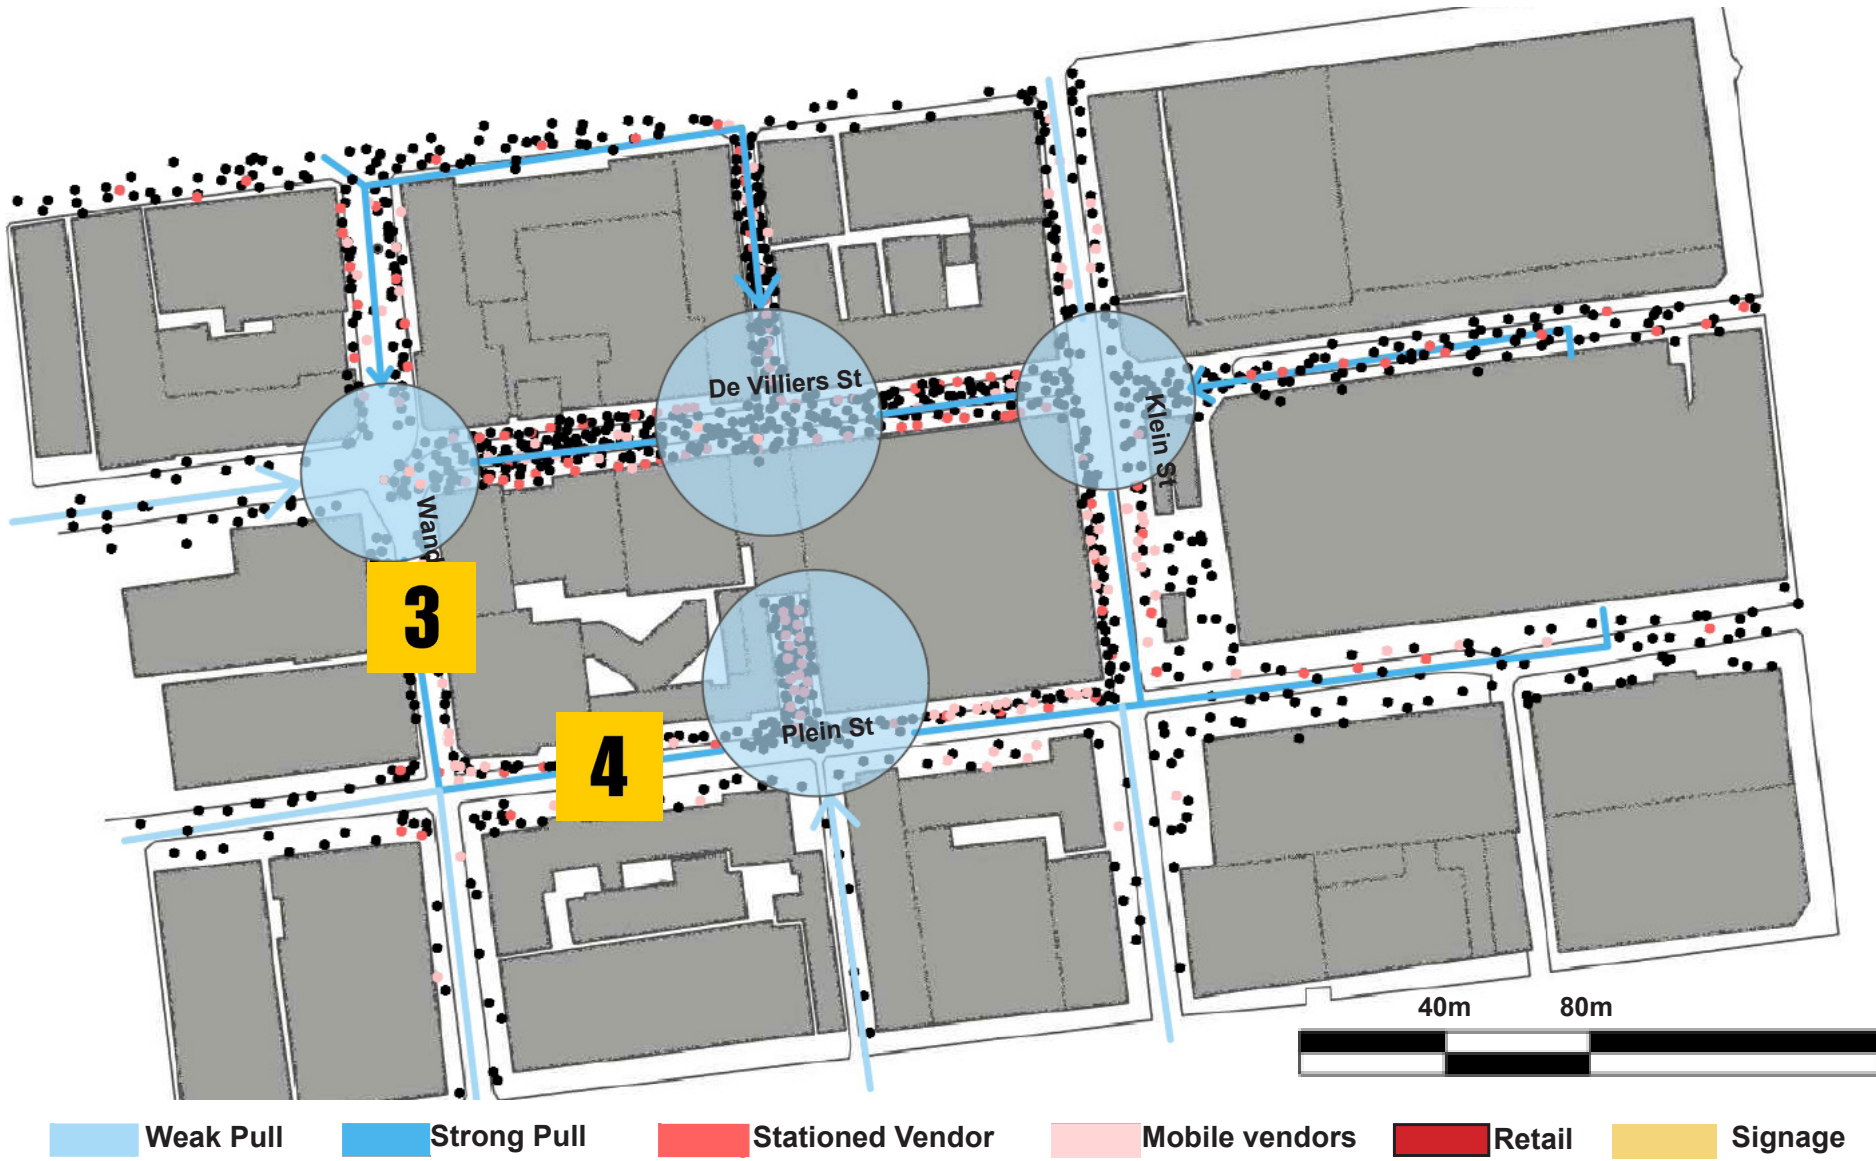 De Villiers St
Klein St
Wand
3
Plein St
4
40m 80m
Weak Pull Strong Pull Stationed Vendor Mobile vendors Retail Signage